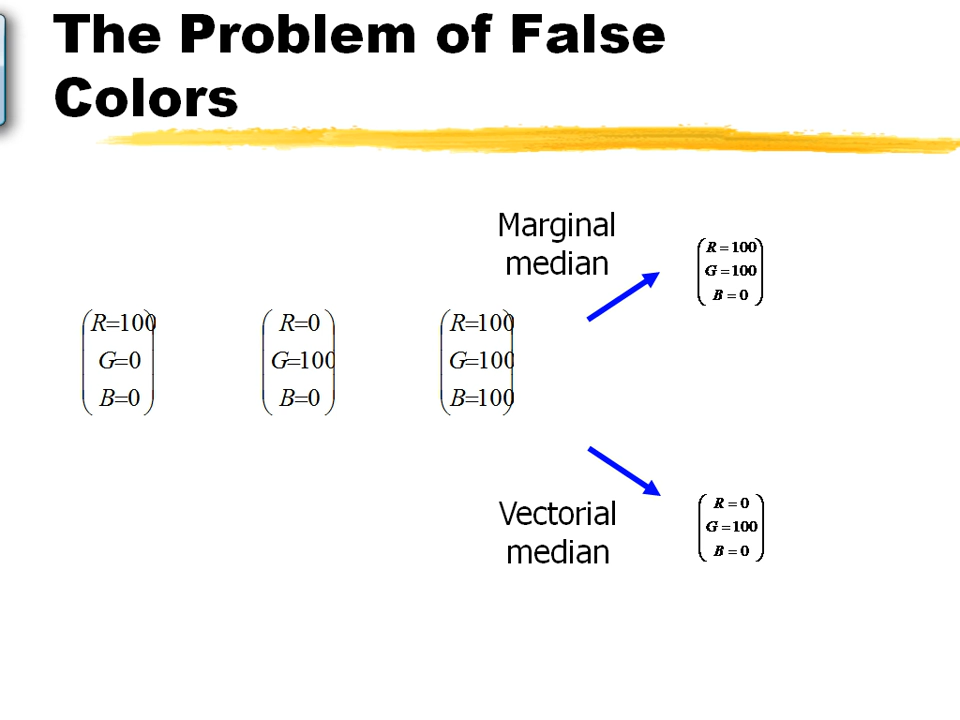 The Problem of False
Colors
Marginal
median
R=100
G=100
B=0
R=100
G=0
B=0
R=0
G=100
B=0
R=100
G=100
B=100
Vectorial
median
R=0
G=100
B=0